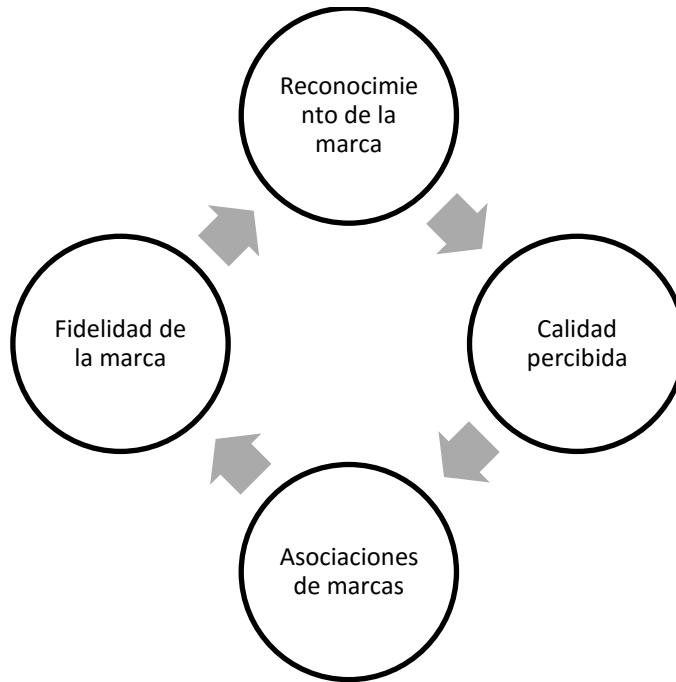 Reconocimie
nto de la
marca
Calidad
percibida
Asociaciones
de marcas
Fidelidad de
la marca